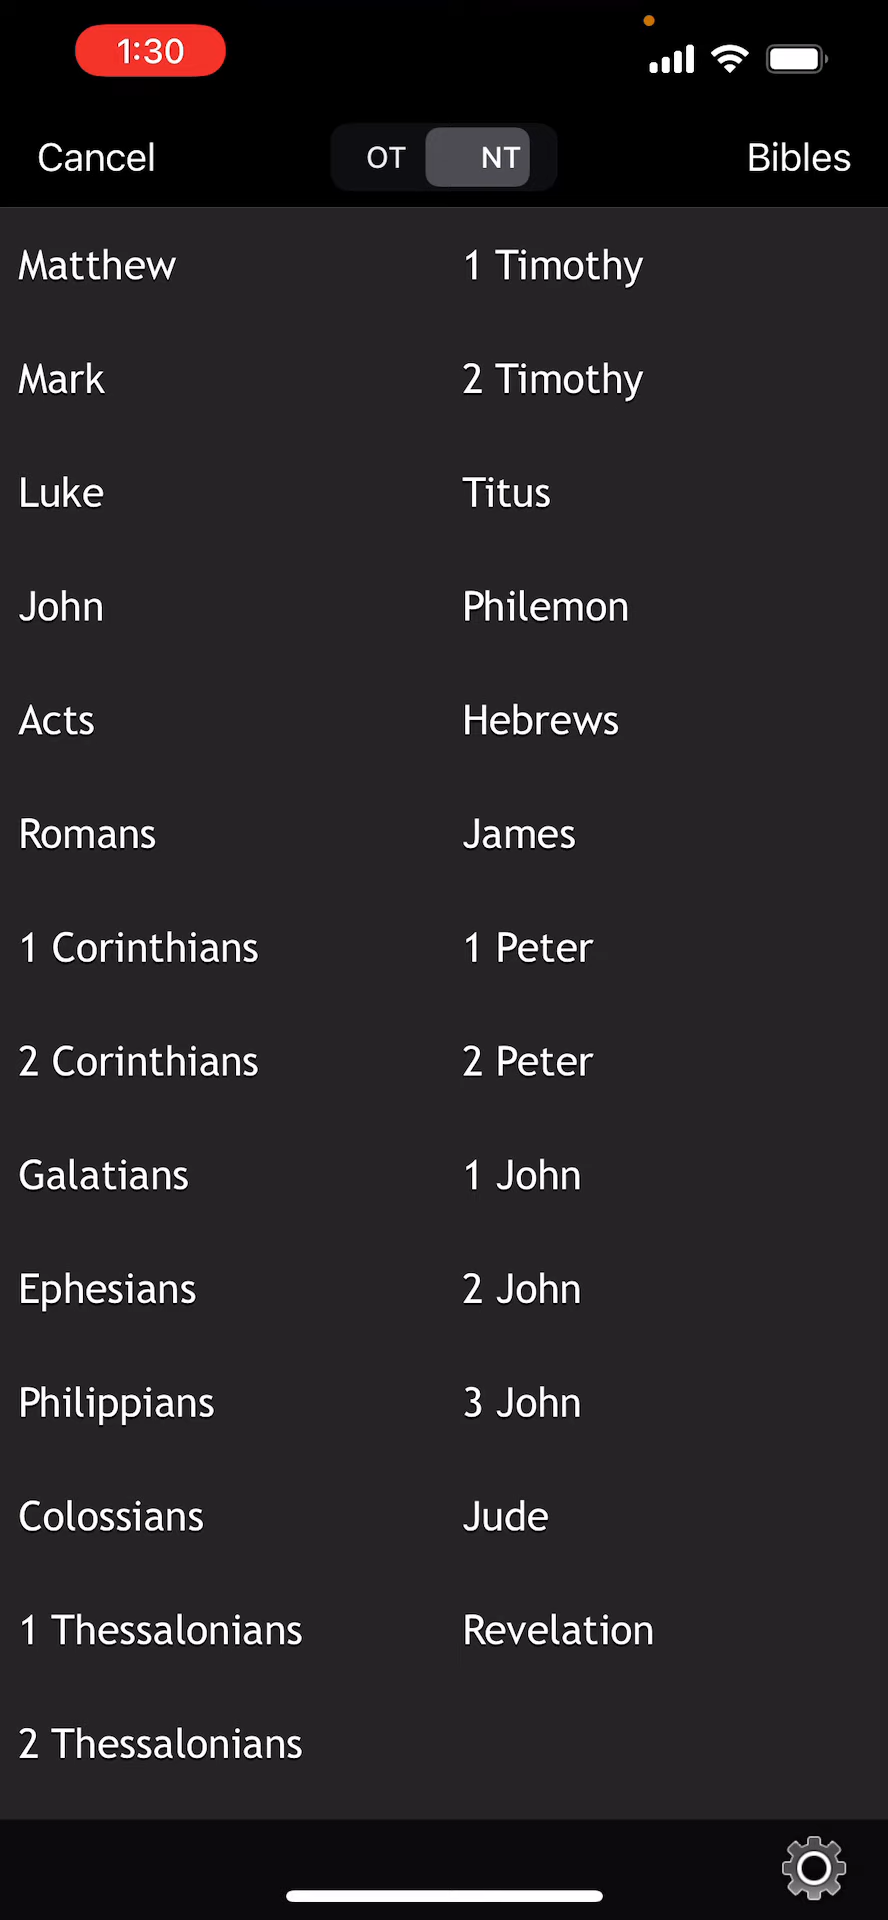 1:30
Cancel OT NT Bibles
Matthew
Mark
Luke
John
Acts
Romans
1 Corinthians
2 Corinthians
Galatians
Ephesians
Philippians
Colossians
1 Thessalonians
2 Thessalonians
1 Timothy
2 Timothy
Titus
Philemon
Hebrews
James
1 Peter
2 Peter
1 John
2 John
3 John
Jude
Revelation